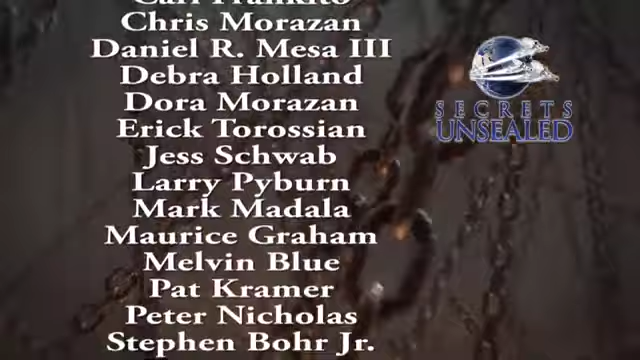 Chris Morazan
Daniel R. Mesa III
Debra Holland
Dora Morazan
Erick Torossian
Jess Schwab
Larry Pyburn
Mark Madala
Maurice Graham
Melvin Blue
Pat Kramer
Peter Nicholas
Stephen Bohr Jr.
SECRETS
UNSEALED